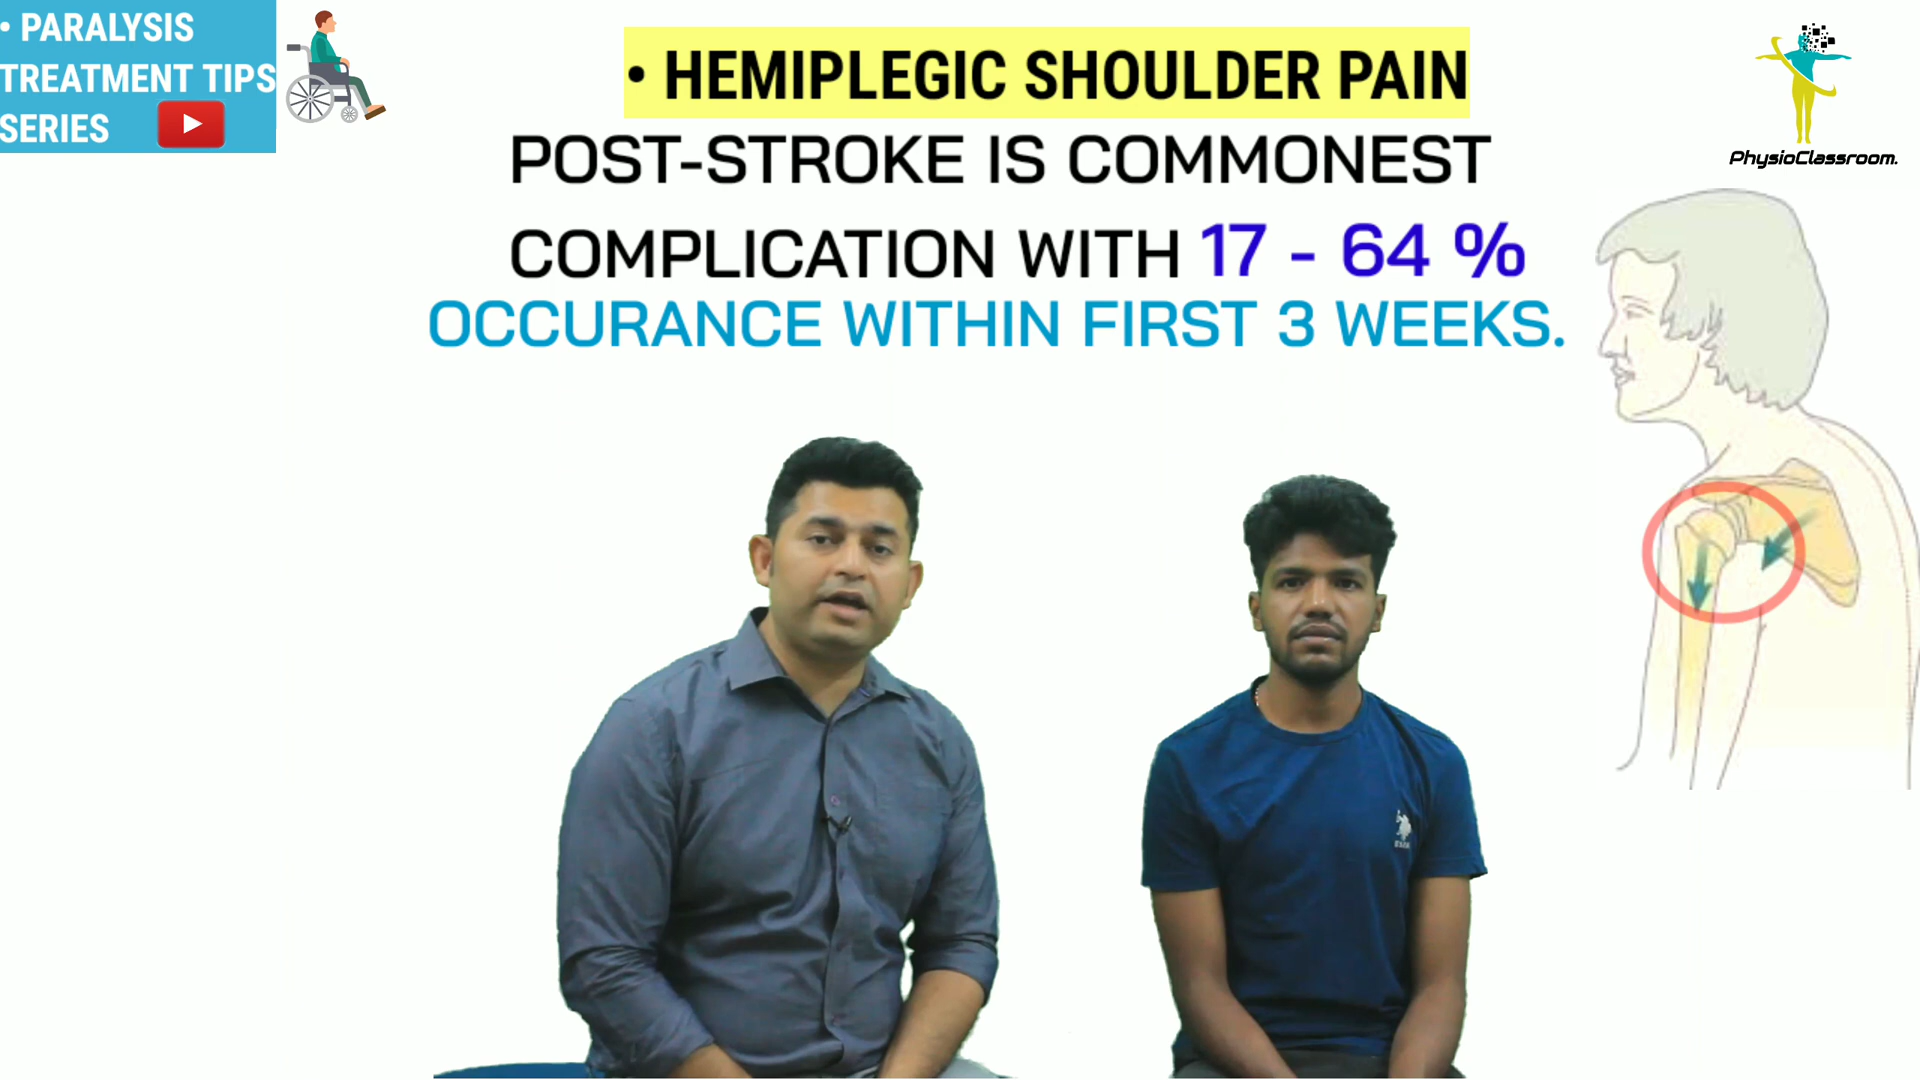 • PARALYSIS
TREATMENT TIPS
SERIES
• HEMIPLEGIC SHOULDER PAIN
POST-STROKE IS COMMONEST
COMPLICATION WITH 17 - 64 %
OCCURANCE WITHIN FIRST 3 WEEKS.
PhysioClassroom.